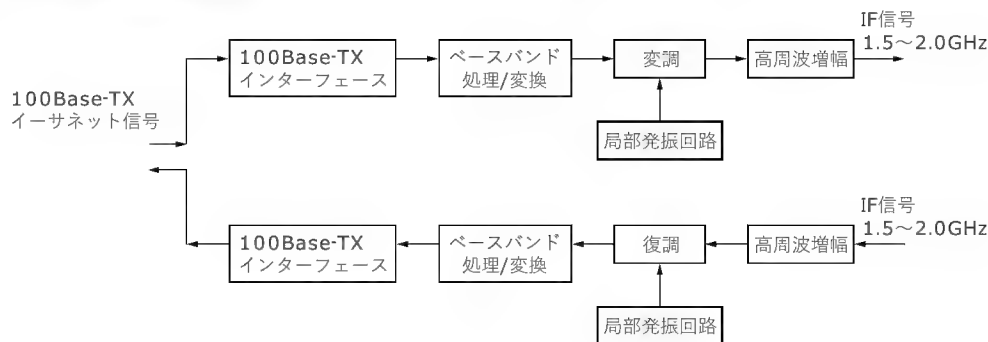 IF信号
1.5～2.0GHz
100Base-TX
インターフェース
ベースバンド
処理/変換
変調
高周波増幅
100Base-TX
イーサネット信号
局部発振回路
IF信号
1.5～2.0GHz
100Base-TX
インターフェース
ベースバンド
処理/変換
復調
高周波増幅
局部発振回路